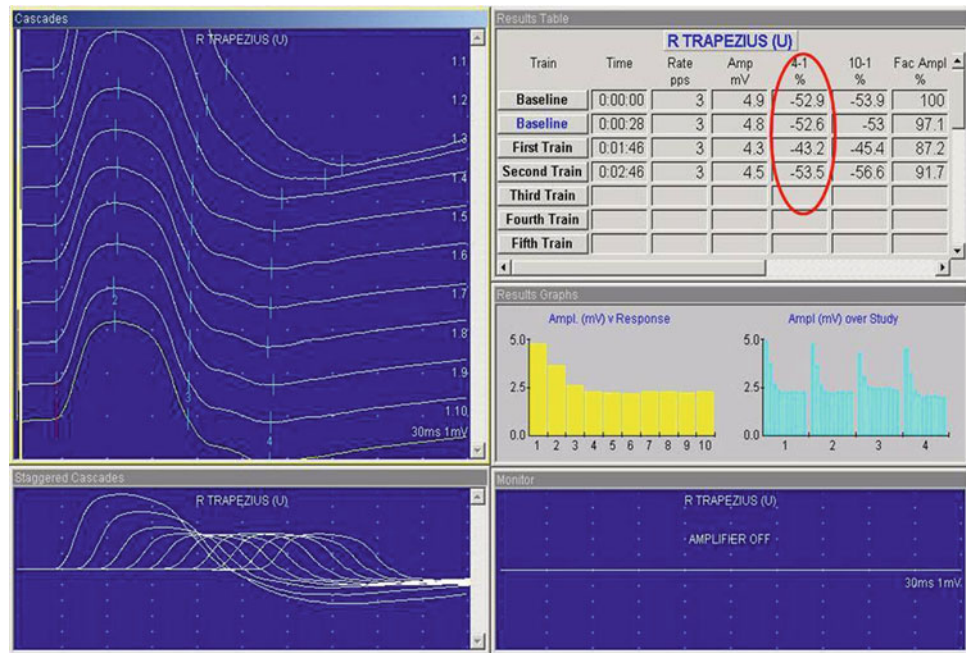 Cascades
R TRAPEZIUS (U)
1.1
1.2
1.3
1.4
1.5
1.6
1.7
1.8
1.9
1.10
2
3
4
30ms 1mV
Results Table
R TRAPEZIUS (U)
Train Time Rate Amp 4-1 10-1 Fac Ampl
pps mV % % %
Baseline 0:00:00 3 4.9 -52.9 -53.9 100
Baseline 0:00:28 3 4.8 -52.6 -53 97.1
First Train 0:01:46 3 4.3 -43.2 -45.4 87.2
Second Train 0:02:46 3 4.5 -53.5 -56.6 91.7
Third Train
Fourth Train
Fifth Train
Results Graphs
Ampl. (mV) v Response
5.0
2.5
0.0
1 2 3 4 5 6 7 8 9 10
Ampl (mV) over Study
5.0
2.5
0.0
1 2 3 4
Staggered Cascades
R TRAPEZIUS (U)
Monitor
R TRAPEZIUS (U)
- AMPLIFIER OFF -
30ms 1mV